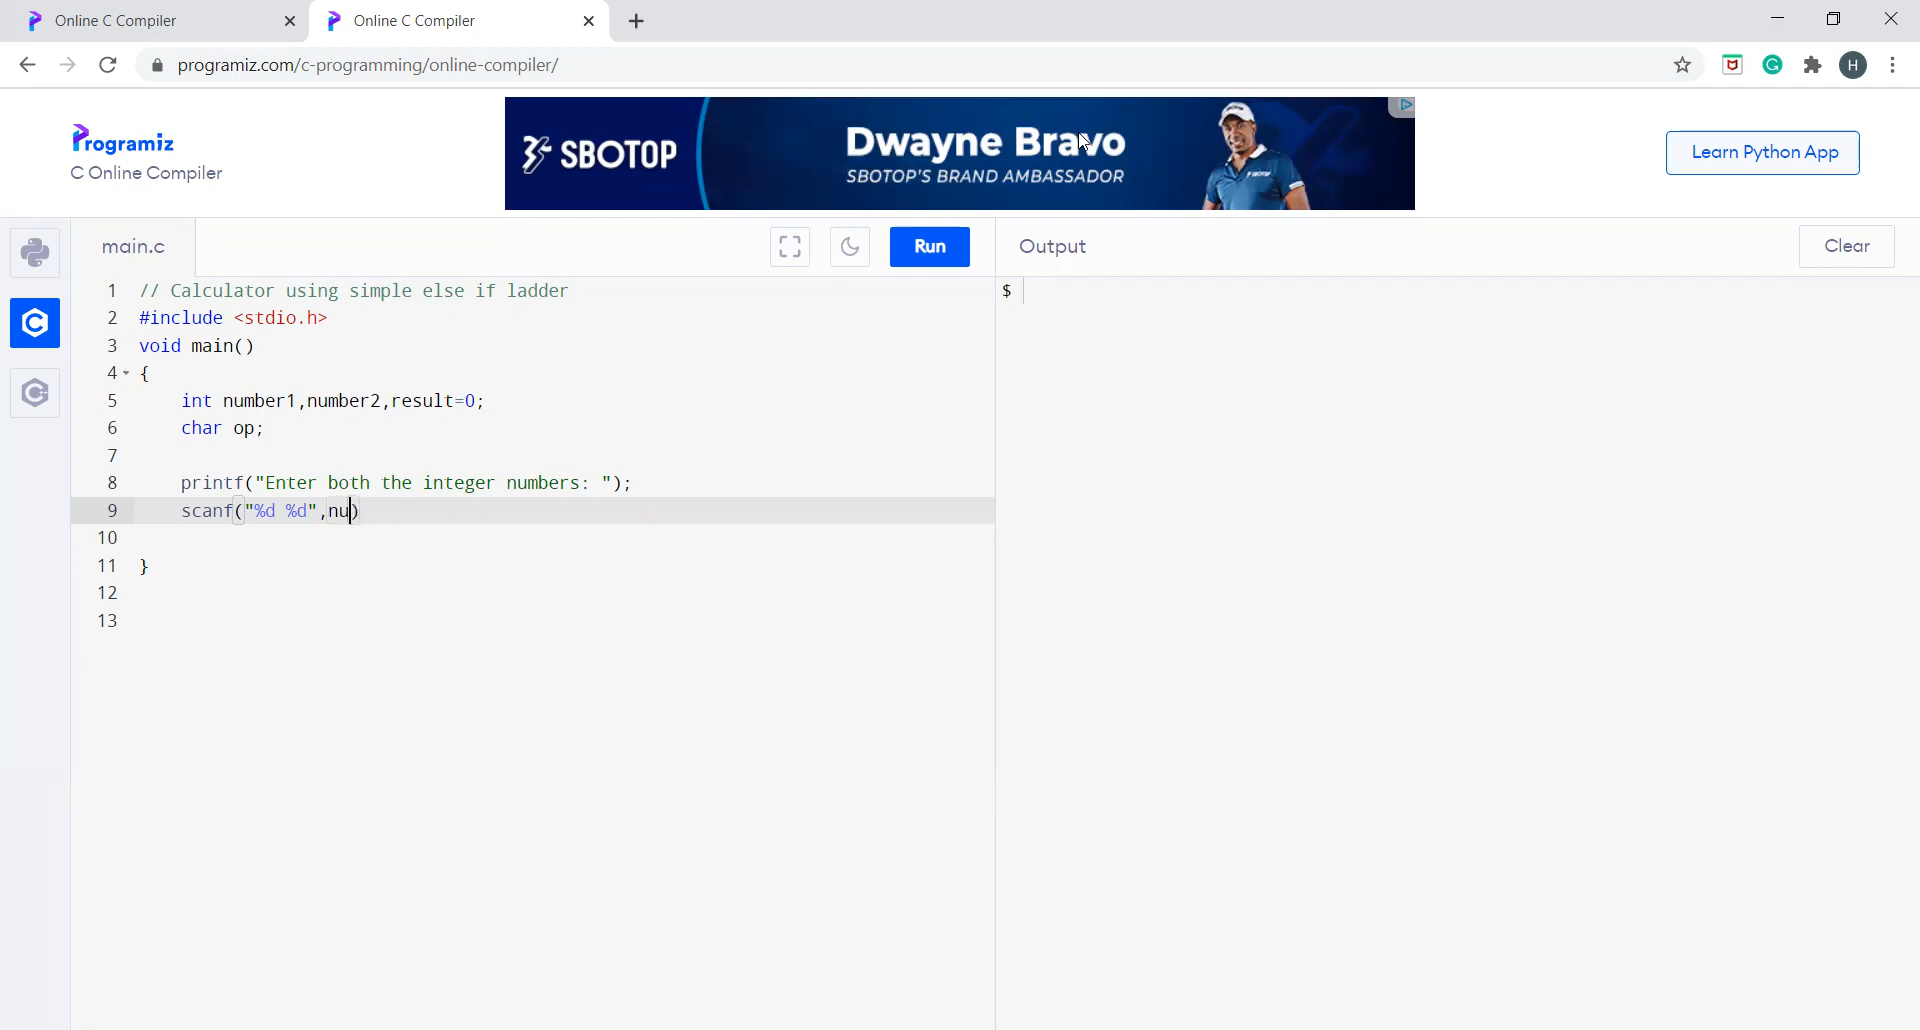 Online C Compiler
Online C Compiler
programiz.com/c-programming/online-compiler/
H
Programiz
C Online Compiler
SBOTOP
Dwayne Bravo
SBOTOP'S BRAND AMBASSADOR
Learn Python App
main.c
Run
Output
Clear
1 // Calculator using simple else if ladder
2 #include <stdio.h>
3 void main()
4 {
5 int number1,number2,result=0;
6 char op;
7
8 printf("Enter both the integer numbers: ");
9 scanf("%d %d",nu)
10
11 }
12
13
$